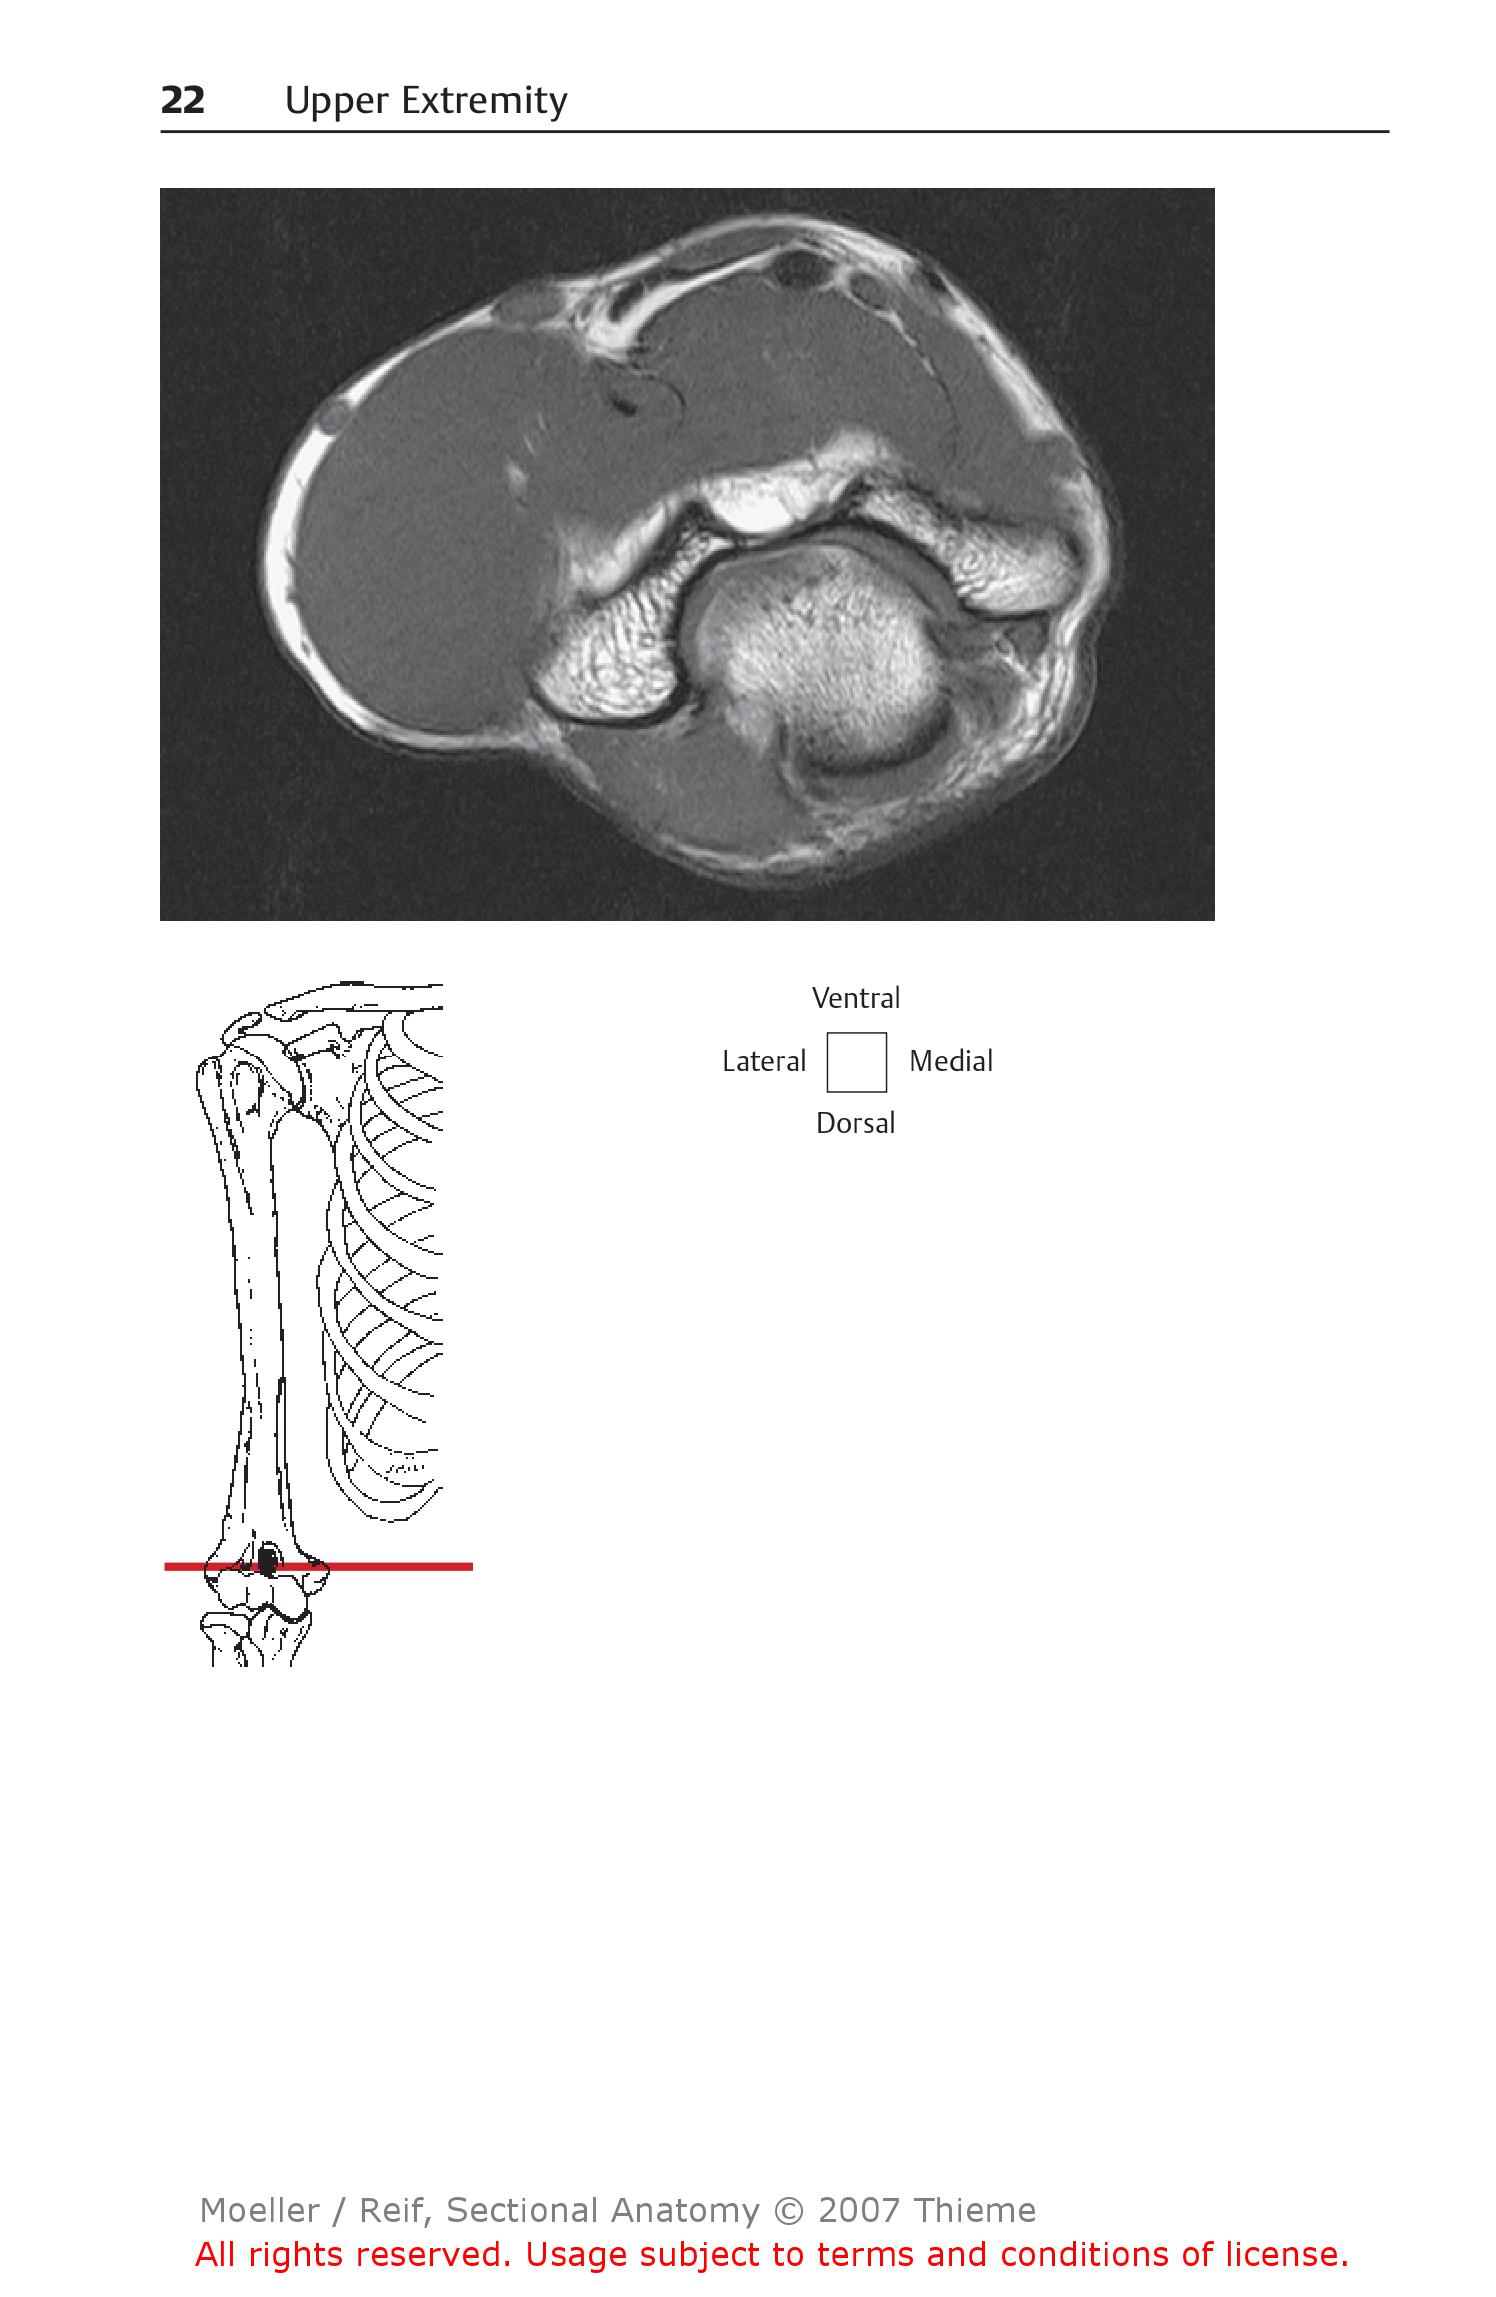 22 Upper Extremity
Ventral
Lateral Medial
Dorsal
Moeller / Reif, Sectional Anatomy © 2007 Thieme
All rights reserved. Usage subject to terms and conditions of license.